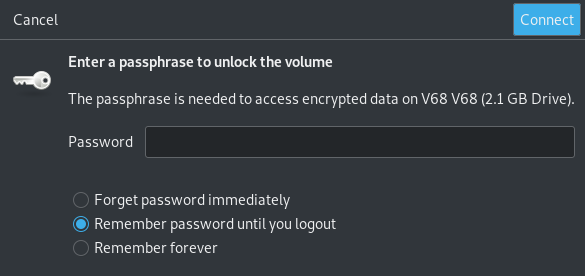 Cancel
Connect
Enter a passphrase to unlock the volume
The passphrase is needed to access encrypted data on V68 V68 (2.1 GB Drive).
Password
Forget password immediately
Remember password until you logout
Remember forever